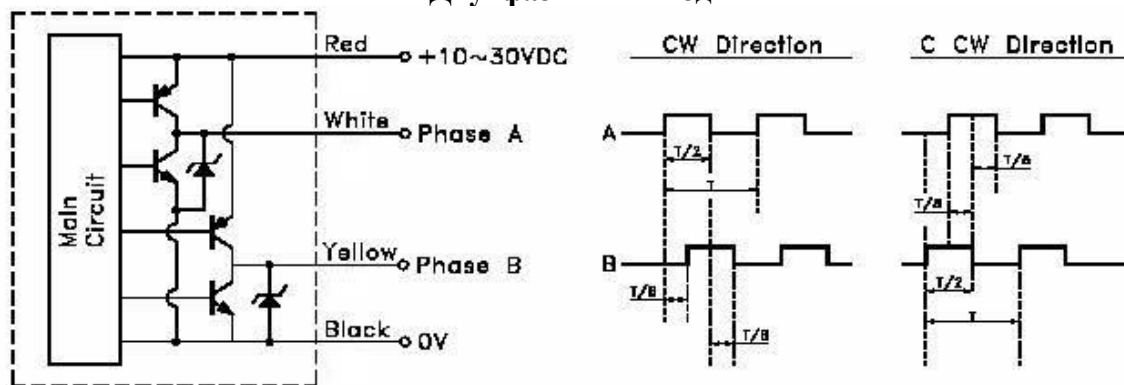 Red
+10~30VDC
White
Phase A
Main
Circuit
Yellow
Phase B
Black
0V
CW Direction
C CW Direction
A
T/2
T
T/8
T/8
B
T/8
T/2
T/8
T